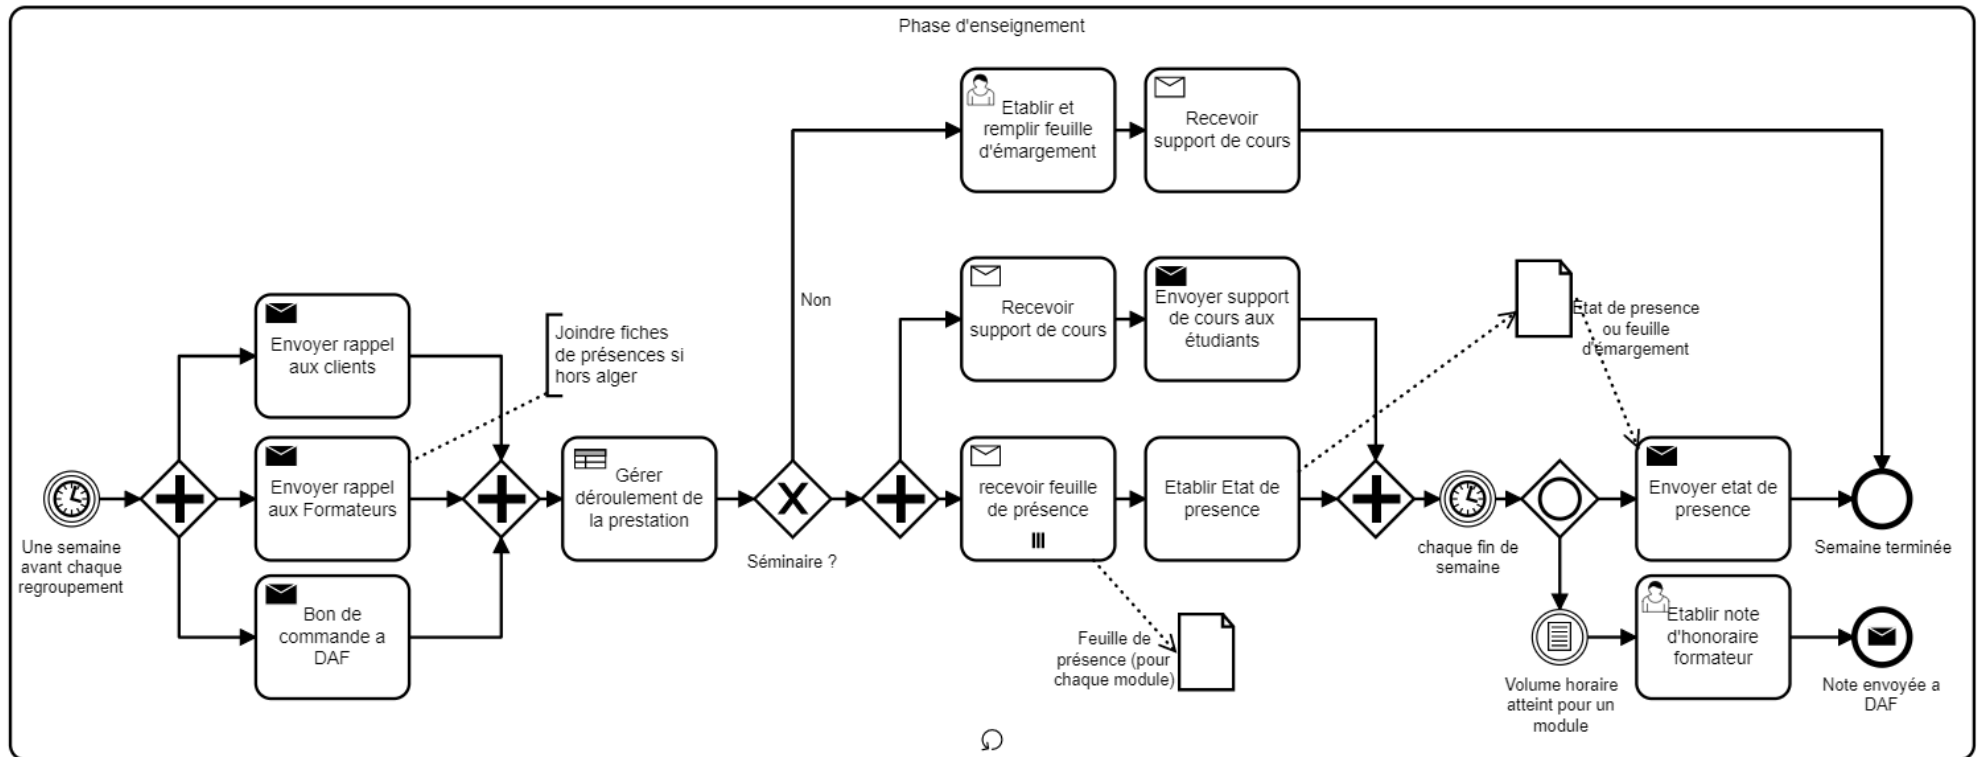 Phase d'enseignement
Etablir et
remplir feuille
d'émargement
Recevoir
support de cours
Non
Recevoir
support de cours
Envoyer support
de cours aux
étudiants
Etat de presence
ou feuille
d'émargement
Envoyer rappel
aux clients
Joindre fiches
de présences si
hors alger
Une semaine
avant chaque
regroupement
Envoyer rappel
aux Formateurs
Bon de
commande a
DAF
Gérer
déroulement de
la prestation
X
Séminaire ?
recevoir feuille
de présence
Etablir Etat de
presence
Feuille de
présence (pour
chaque module)
chaque fin de
semaine
Envoyer etat de
presence
Semaine terminée
Volume horaire
atteint pour un
module
Etablir note
d'honoraire
formateur
Note envoyée a
DAF